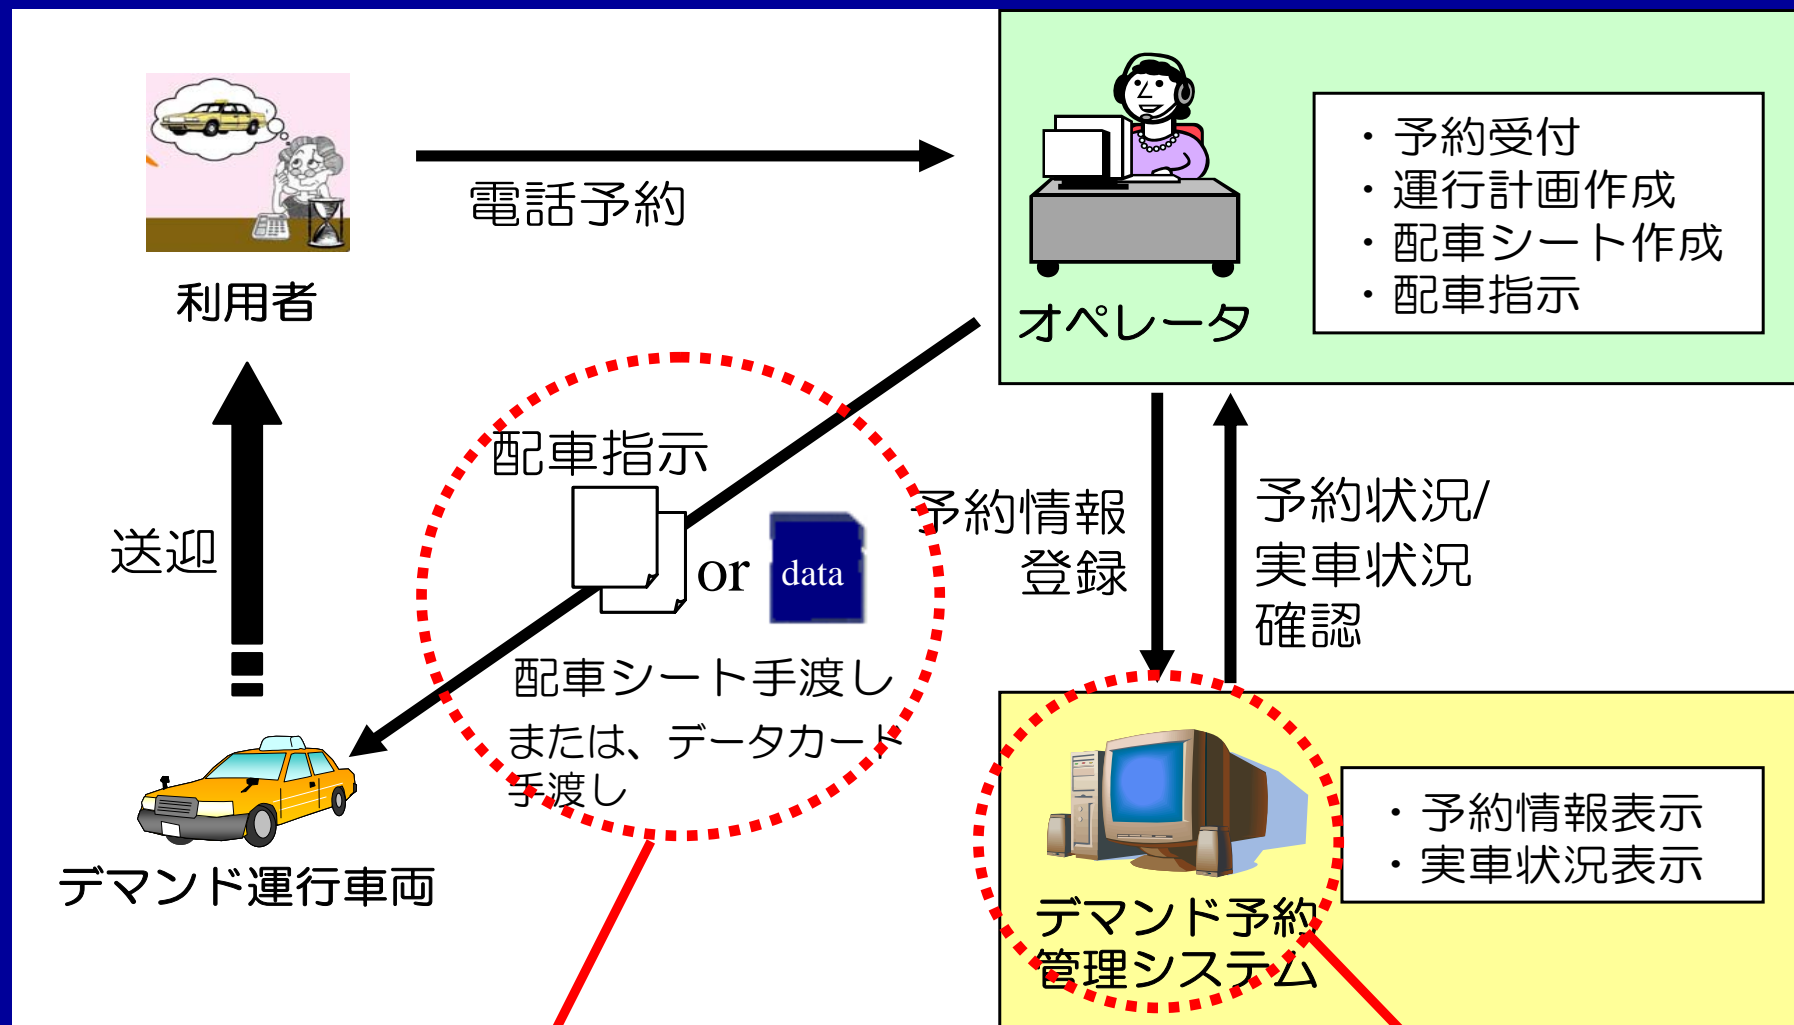 電話予約
利用者
オペレータ
・予約受付
・運行計画作成
・配車シート作成
・配車指示
配車指示
or
data
配車シート手渡し
または、データカード
手渡し
送迎
予約情報
登録
予約状況/
実車状況
確認
デマンド運行車両
デマンド予約
管理システム
・予約情報表示
・実車状況表示